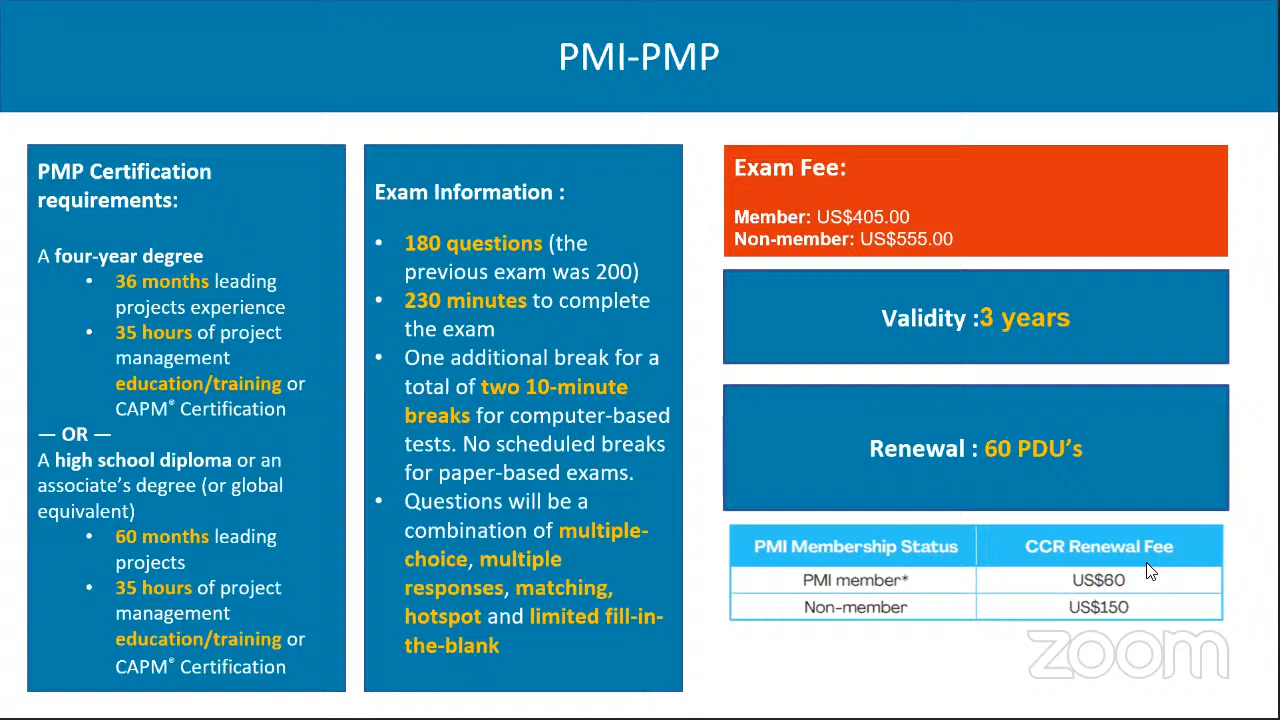 PMI-PMP
PMP Certification
requirements:
A four-year degree
• 36 months leading
projects experience
• 35 hours of project
management
education/training or
CAPM® Certification
— OR —
A high school diploma or an
associate's degree (or global
equivalent)
• 60 months leading
projects
• 35 hours of project
management
education/training or
CAPM® Certification
Exam Information :
• 180 questions (the
previous exam was 200)
• 230 minutes to complete
the exam
• One additional break for a
total of two 10-minute
breaks for computer-based
tests. No scheduled breaks
for paper-based exams.
• Questions will be a
combination of multiple-
choice, multiple
responses, matching,
hotspot and limited fill-in-
the-blank
Exam Fee:
Member: US$405.00
Non-member: US$555.00
Validity :3 years
Renewal : 60 PDU's
PMI Membership Status CCR Renewal Fee
PMI member* US$60
Non-member US$150
zoom